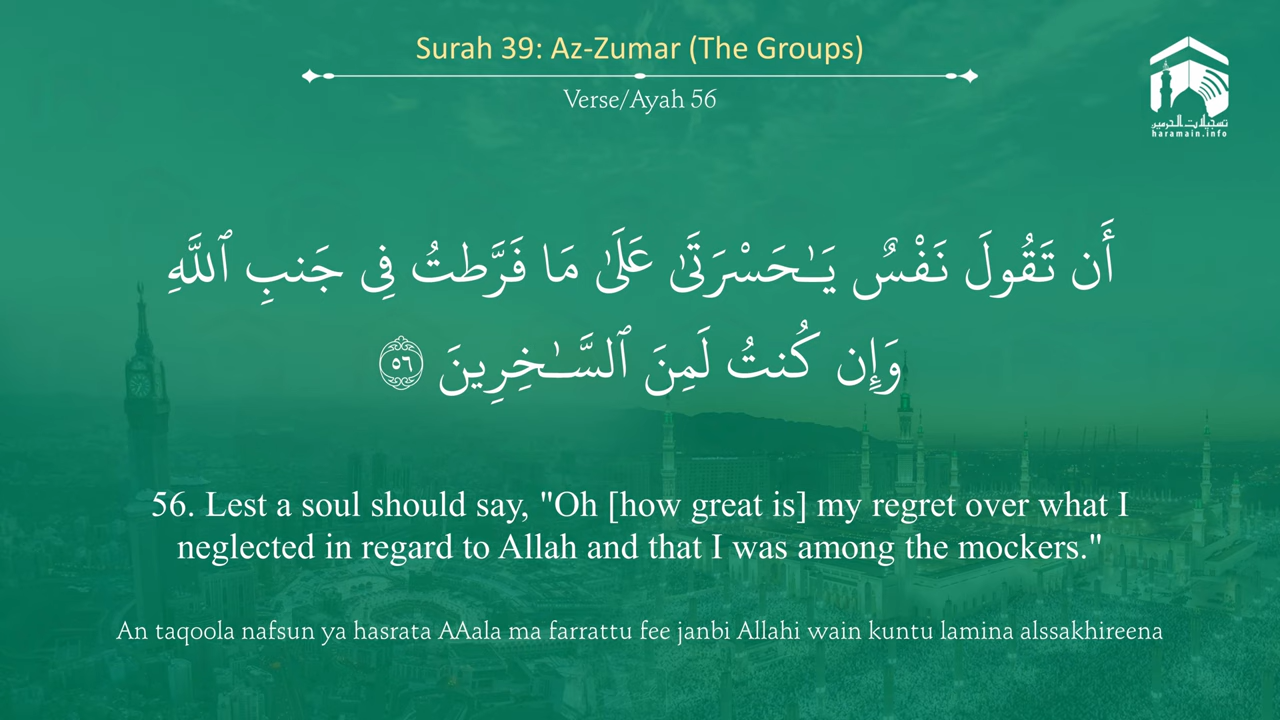 Surah 39: Az-Zumar (The Groups)
Verse/Ayah 56
تسجيلات الحرمين
haramain.info
أَن تَقُولَ نَفْسٌ يَـٰحَسْرَتَىٰ عَلَىٰ مَا فَرَّطتُ فِى جَنۢبِ ٱللَّهِ
وَإِن كُنتُ لَمِنَ ٱلسَّـٰخِرِينَ ٥٦
56. Lest a soul should say, "Oh [how great is] my regret over what I
neglected in regard to Allah and that I was among the mockers."
An taqoola nafsun ya hasrata AAala ma farrattu fee janbi Allahi wain kuntu lamina alssakhireena